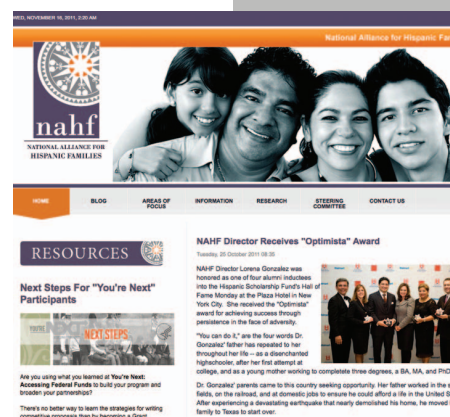 WED, NOVEMBER 16, 2011, 2:20 AM
National Alliance for Hispanic Fa
nahf
NATIONAL ALLIANCE FOR
HISPANIC FAMILIES
HOME
BLOG
AREAS OF
FOCUS
INFORMATION
RESEARCH
STEERING
COMMITTEE
CONTACT US
RESOURCES
Next Steps For "You're Next"
Participants
NEXT STEPS
Are you using what you learned at You're Next:
Accessing Federal Funds to build your program and
broaden your partnerships?
There's no better way to learn the strategies for writing
competitive proposals than by becoming a Grant
NAHF Director Receives "Optimista" Award
Tuesday, 25 October 2011 08:35
NAHF Director Lorena Gonzalez was
honored as one of four alumni inductees
into the Hispanic Scholarship Fund's Hall of
Fame Monday at the Plaza Hotel in New
York City. She received the "Optimista"
award for achieving success through
persistence in the face of adversity.
"You can do it," are the four words Dr.
Gonzalez' father has repeated to her
throughout her life — as a disenchanted
highschooler, after her first attempt at
college, and as a young mother working to completete three degrees, a BA, MA, and PhD
Dr. Gonzalez' parents came to this country seeking opportunity. Her father worked in the s
fields, on the railroad, and at domestic jobs to ensure he could afford a life in the United S
After experiencing a devastating earthquake that nearly demolished his home, he moved
family to Texas to start over.